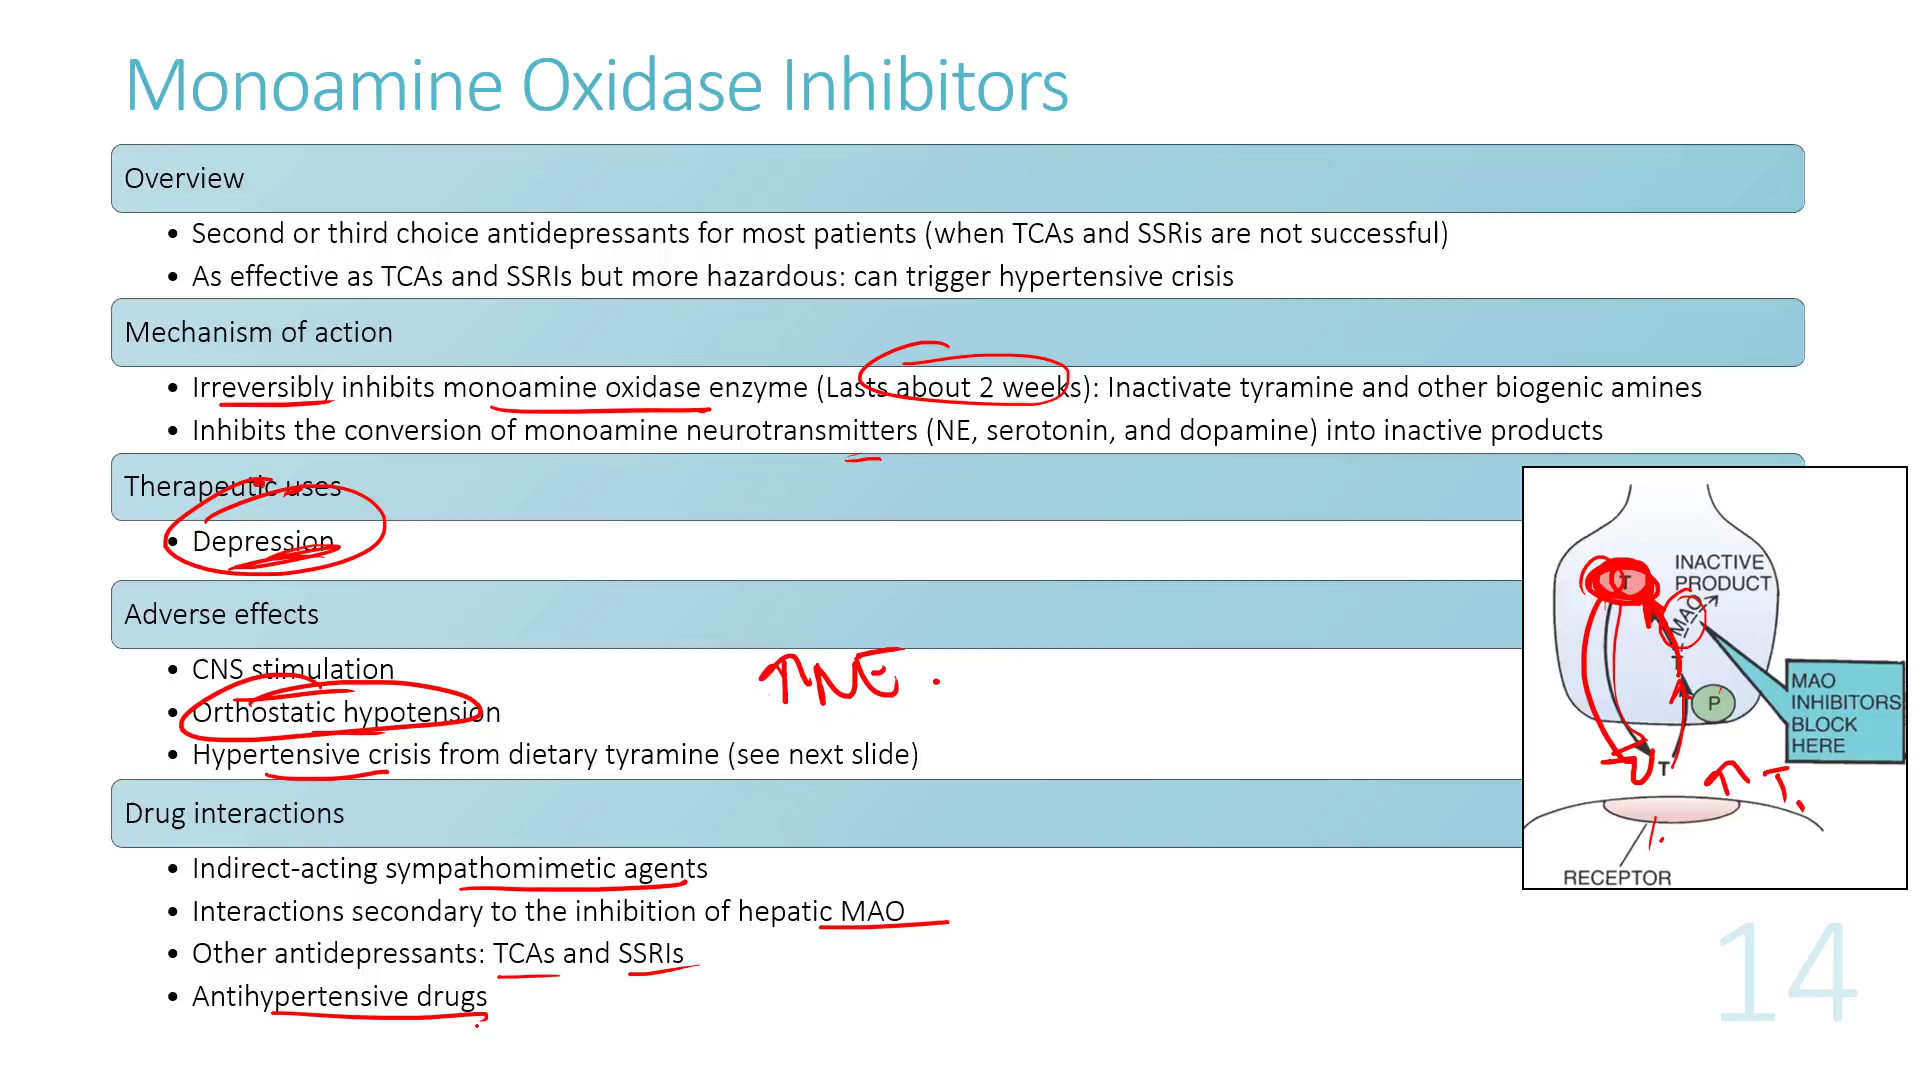 Monoamine Oxidase Inhibitors
Overview
• Second or third choice antidepressants for most patients (when TCAs and SSRis are not successful)
• As effective as TCAs and SSRIs but more hazardous: can trigger hypertensive crisis
Mechanism of action
• Irreversibly inhibits monoamine oxidase enzyme (Lasts about 2 weeks): Inactivate tyramine and other biogenic amines
• Inhibits the conversion of monoamine neurotransmitters (NE, serotonin, and dopamine) into inactive products
Therapeutic uses
• Depression
Adverse effects
• CNS stimulation
• Orthostatic hypotension
• Hypertensive crisis from dietary tyramine (see next slide)
↑NE.
Drug interactions
• Indirect-acting sympathomimetic agents
• Interactions secondary to the inhibition of hepatic MAO
• Other antidepressants: TCAs and SSRIs
• Antihypertensive drugs
INACTIVE
PRODUCT
T
MAO
T
P
MAO
INHIBITORS
BLOCK
HERE
T
↑ T.
RECEPTOR
14